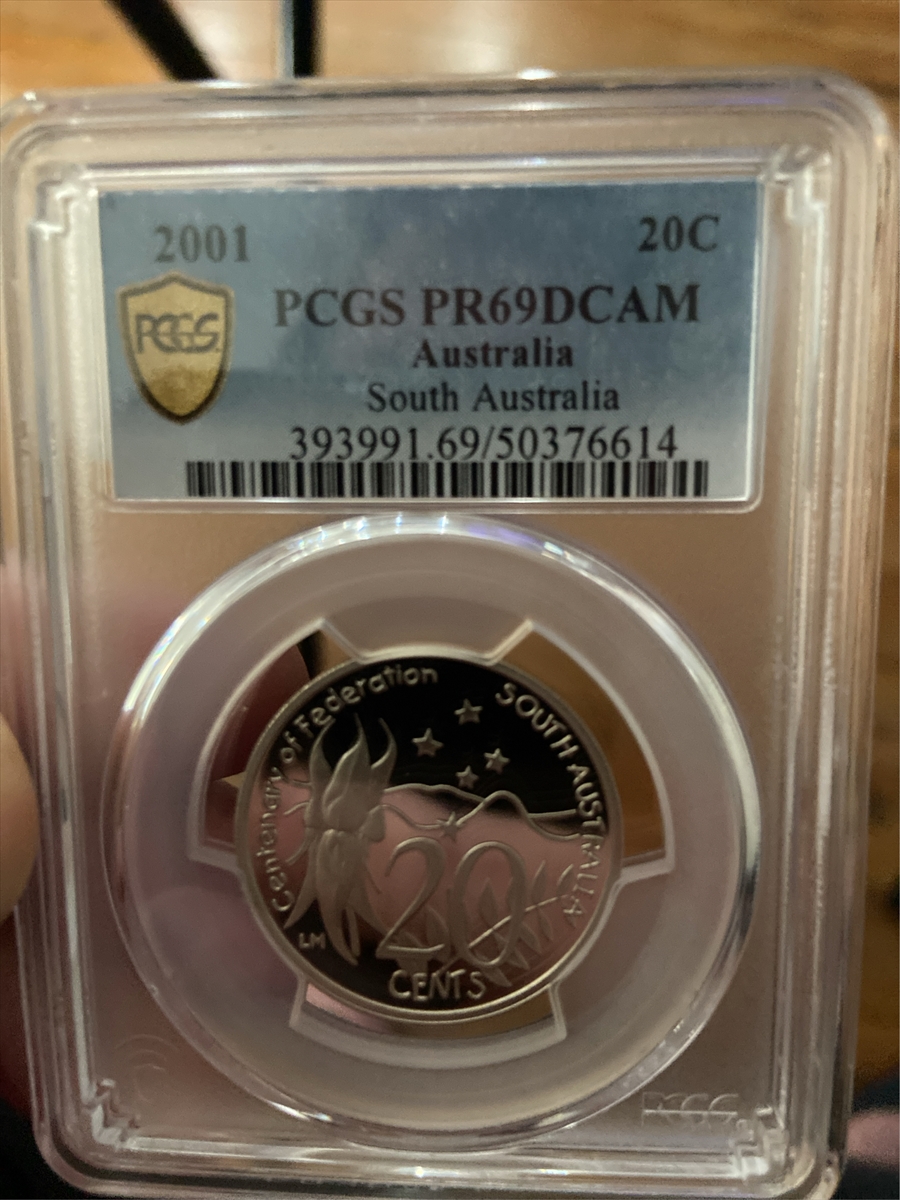 2001
20C
PCGS
PCGS PR69DCAM
Australia
South Australia
393991.69/50376614
Centenary of Federation
SOUTH AUSTRALIA
20
LM
CENTS
PCGS